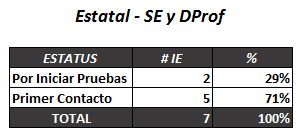 Estatal - SE y DProf
ESTATUS # IE %
Por Iniciar Pruebas 2 29%
Primer Contacto 5 71%
TOTAL 7 100%